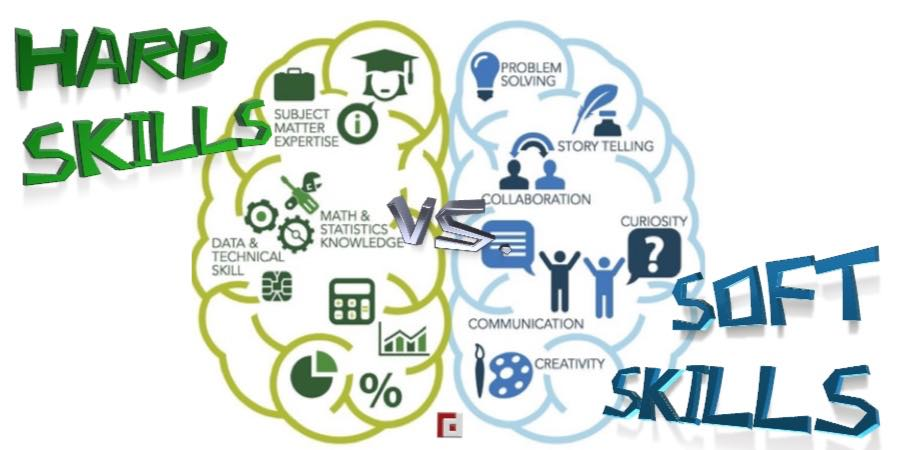 HARD
SKILLS
SUBJECT
MATTER
EXPERTISE
MATH &
STATISTICS
KNOWLEDGE
DATA &
TECHNICAL
SKILL
%
VS.
PROBLEM
SOLVING
STORY TELLING
COLLABORATION
CURIOSITY
?
COMMUNICATION
CREATIVITY
SOFT
SKILLS